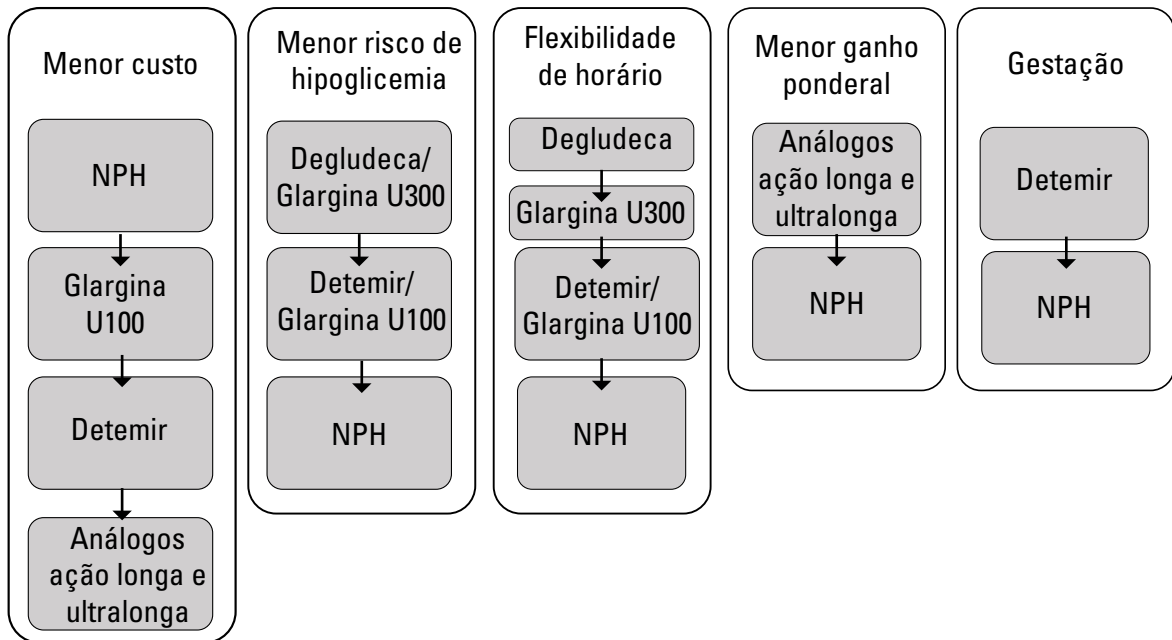 Menor custo
NPH
Glargina
U100
Detemir
Análogos
ação longa e
ultralonga
Menor risco de
hipoglicemia
Degludeca/
Glargina U300
Detemir/
Glargina U100
NPH
Flexibilidade
de horário
Degludeca
Glargina U300
Detemir/
Glargina U100
NPH
Menor ganho
ponderal
Análogos
ação longa e
ultralonga
NPH
Gestação
Detemir
NPH